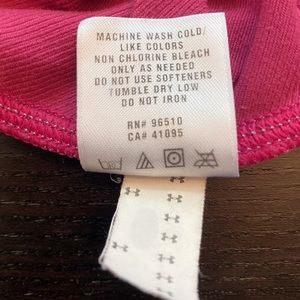 MACHINE WASH COLD/
LIKE COLORS
NON CHLORINE BLEACH
ONLY AS NEEDED
DO NOT USE SOFTENERS
TUMBLE DRY LOW
DO NOT IRON
RN# 96510
CA# 41095